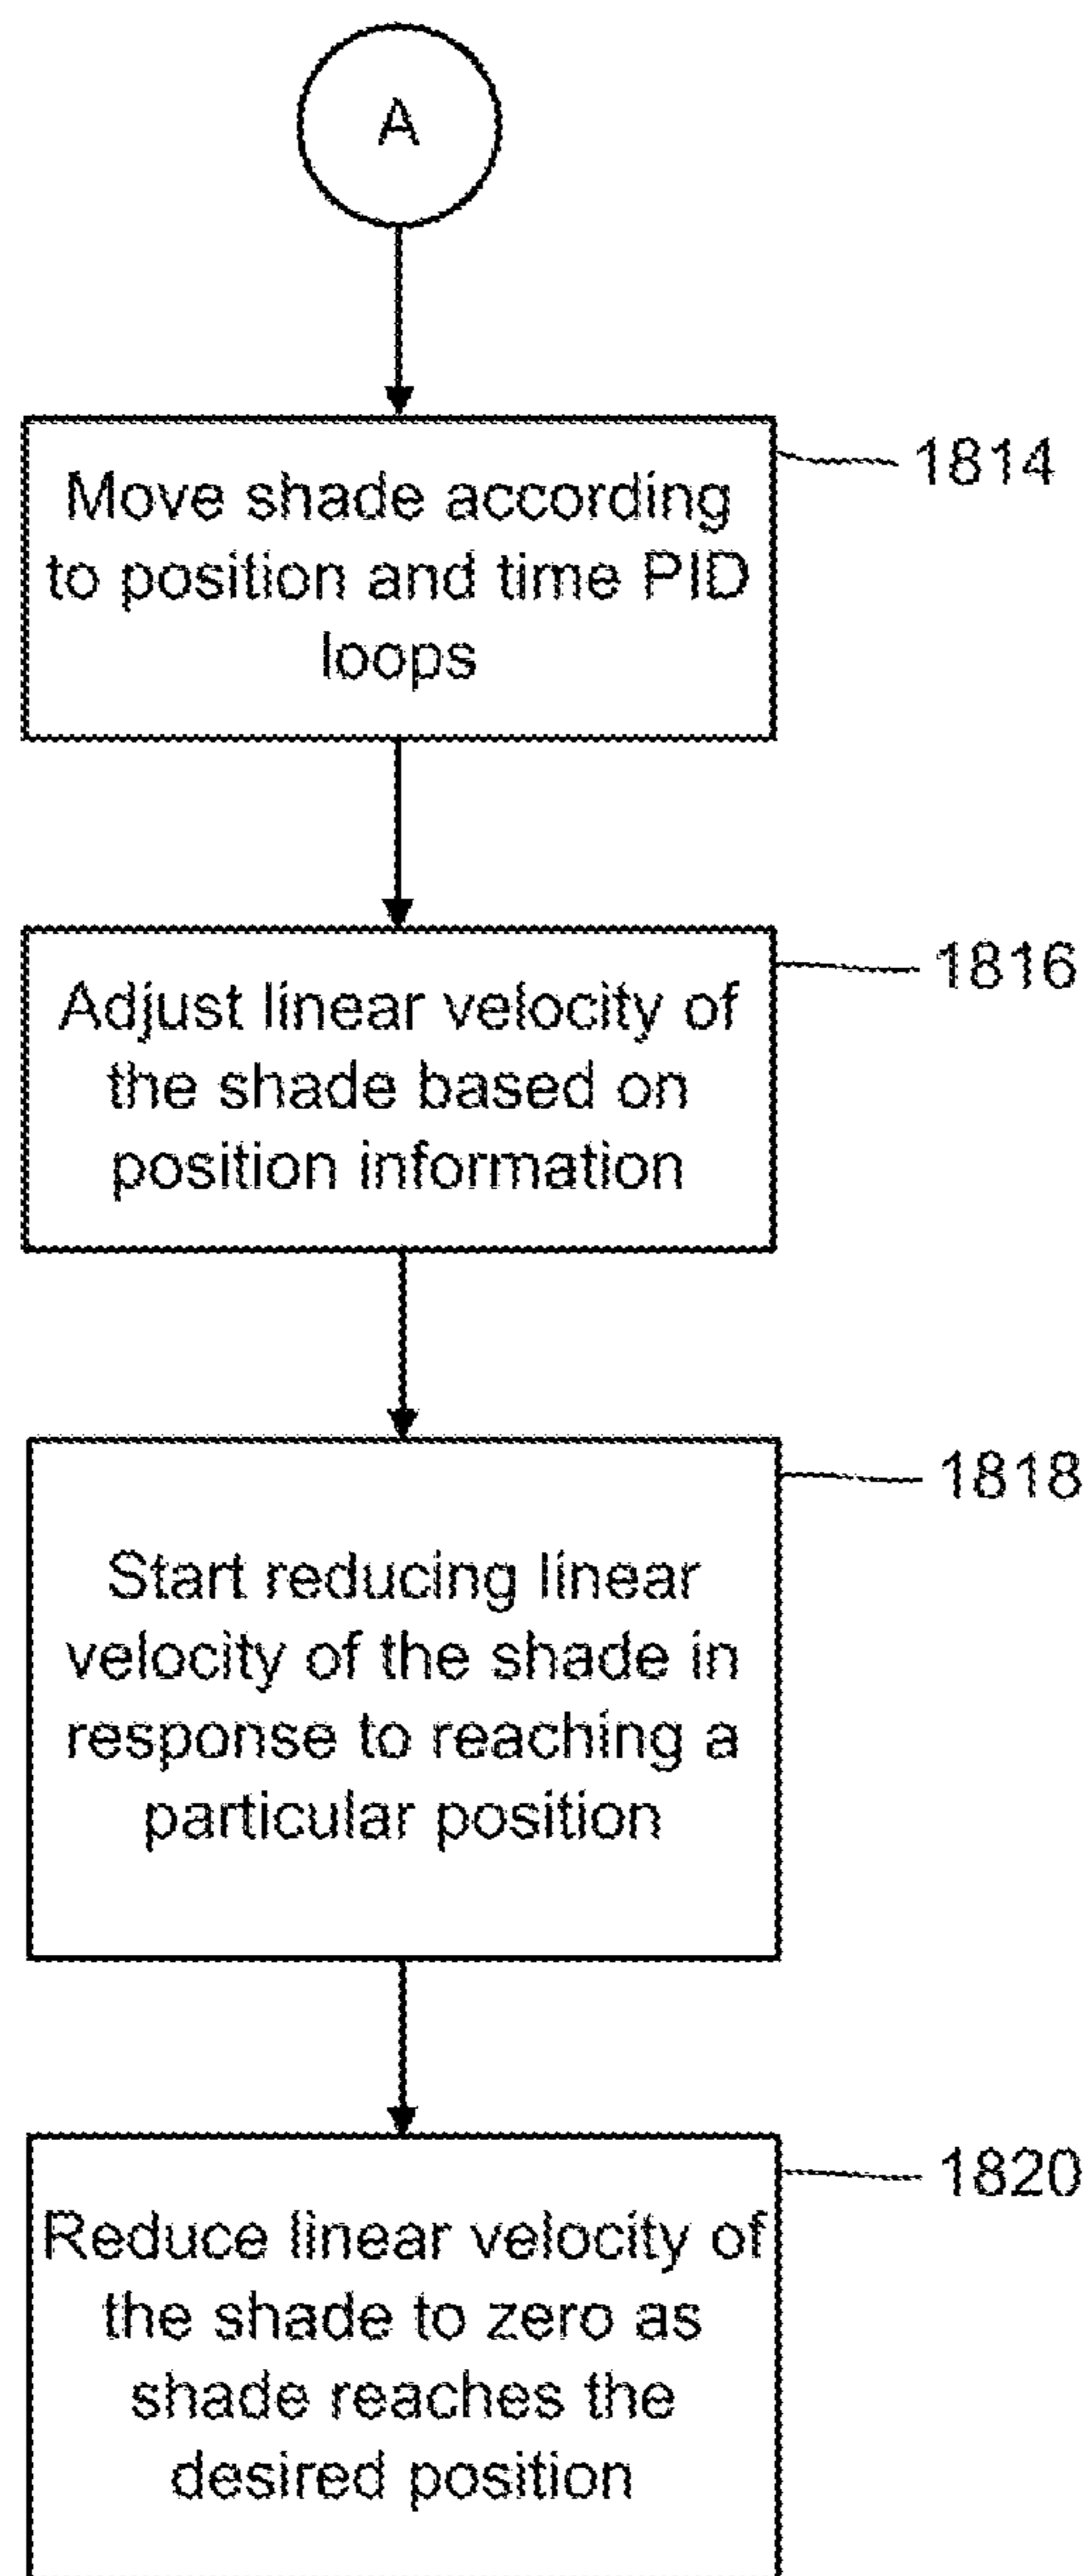 A
1814
Move shade according
to position and time PID
loops
1816
Adjust linear velocity of
the shade based on
position information
1818
Start reducing linear
velocity of the shade in
response to reaching a
particular position
1820
Reduce linear velocity of
the shade to zero as
shade reaches the
desired position